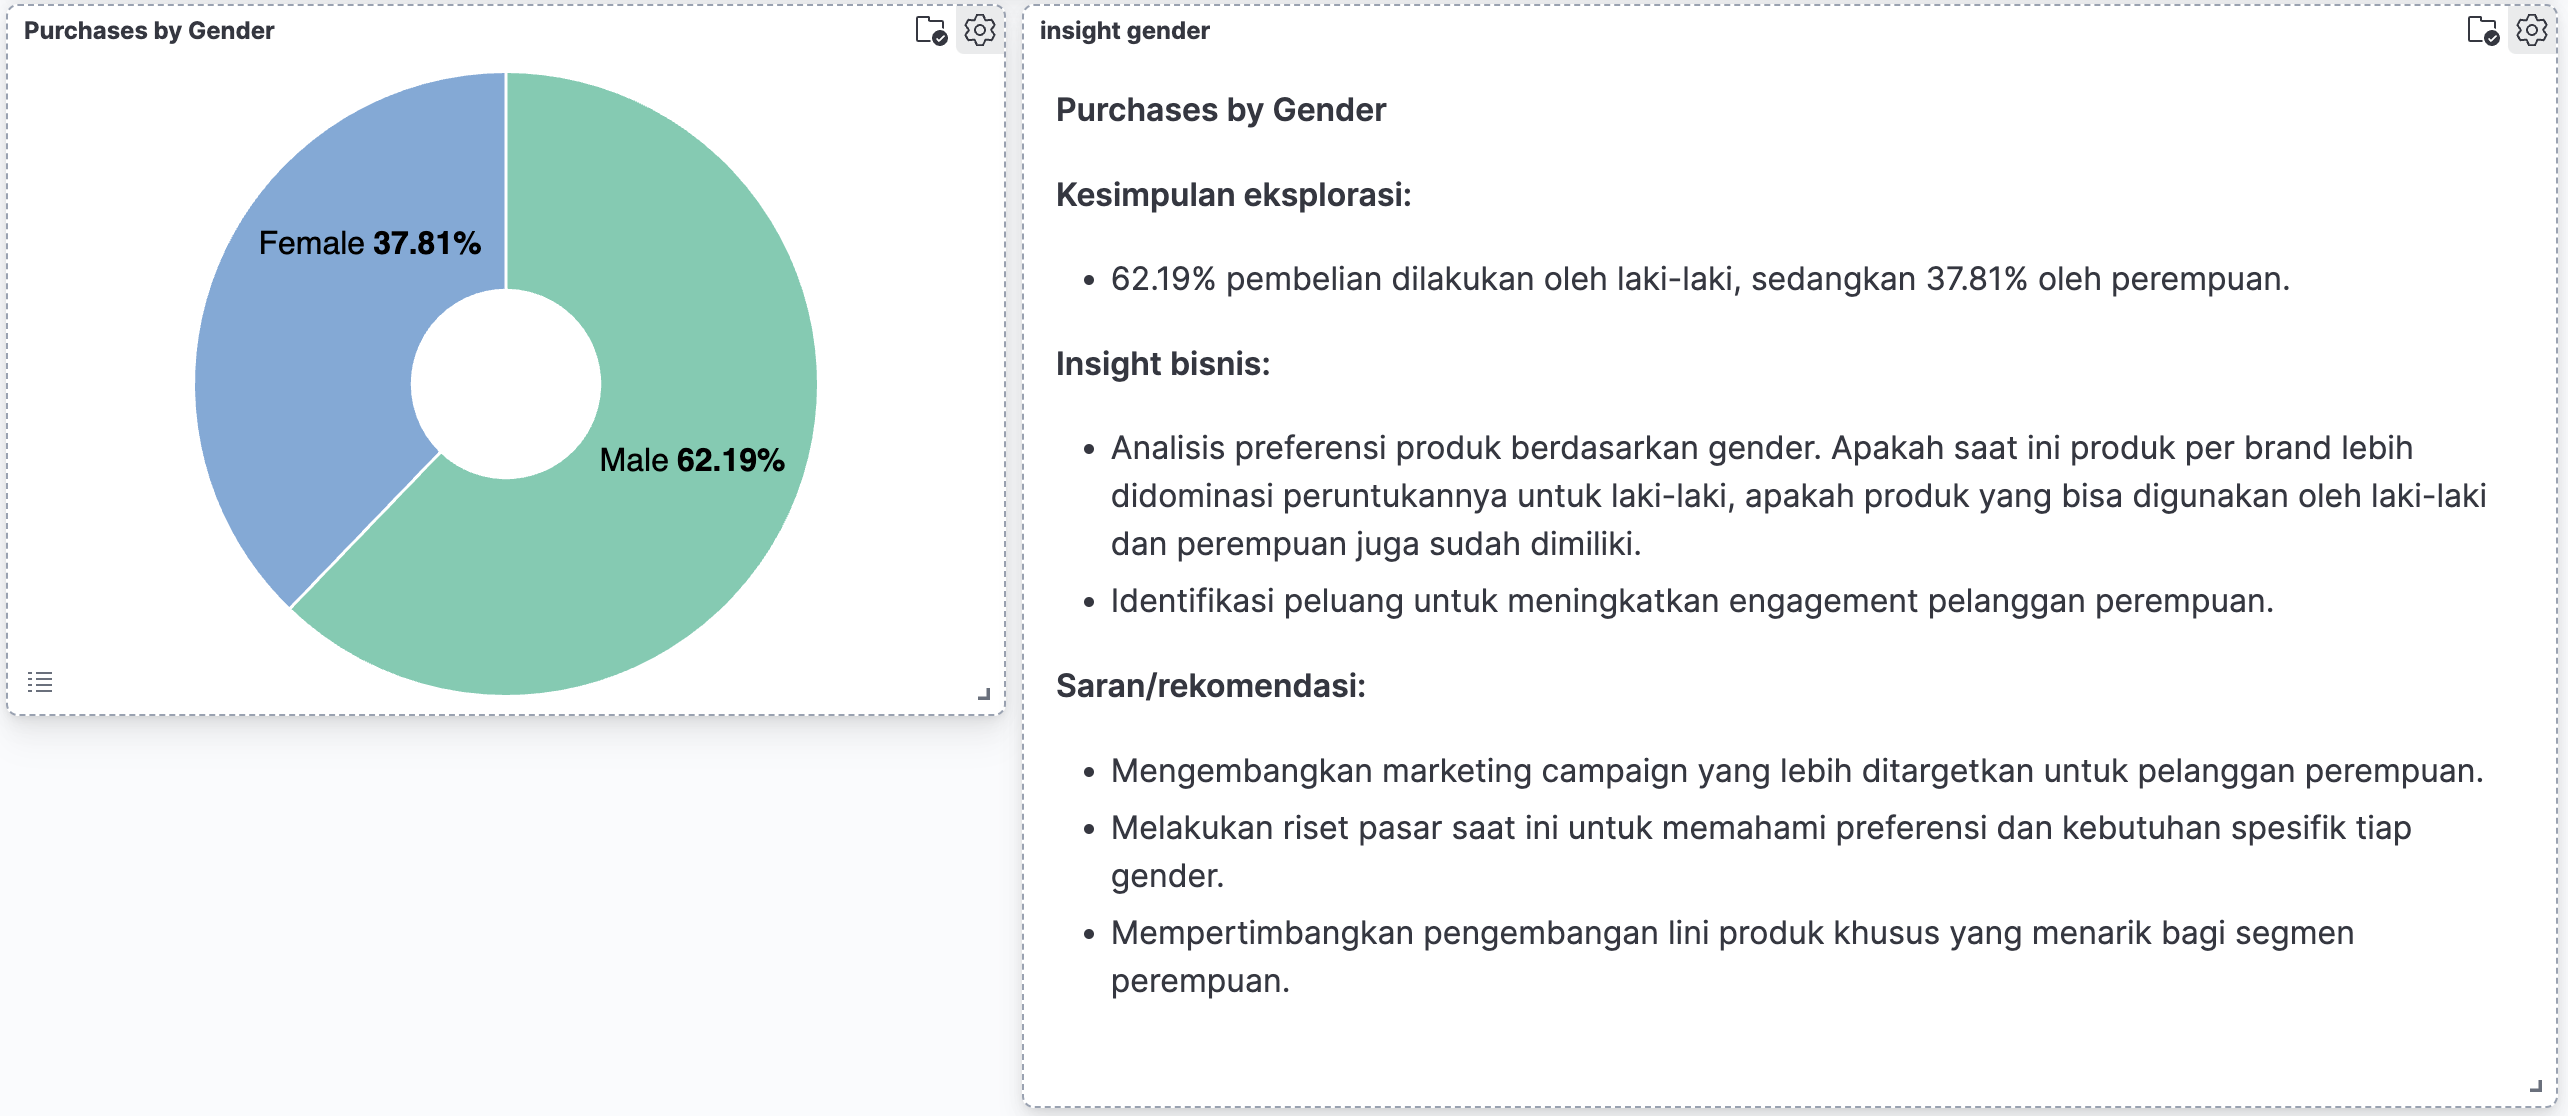 Purchases by Gender
Female 37.81%
Male 62.19%
insight gender
Purchases by Gender
Kesimpulan eksplorasi:
• 62.19% pembelian dilakukan oleh laki-laki, sedangkan 37.81% oleh perempuan.
Insight bisnis:
• Analisis preferensi produk berdasarkan gender. Apakah saat ini produk per brand lebih
didominasi peruntukannya untuk laki-laki, apakah produk yang bisa digunakan oleh laki-laki
dan perempuan juga sudah dimiliki.
• Identifikasi peluang untuk meningkatkan engagement pelanggan perempuan.
Saran/rekomendasi:
• Mengembangkan marketing campaign yang lebih ditargetkan untuk pelanggan perempuan.
• Melakukan riset pasar saat ini untuk memahami preferensi dan kebutuhan spesifik tiap
gender.
• Mempertimbangkan pengembangan lini produk khusus yang menarik bagi segmen
perempuan.